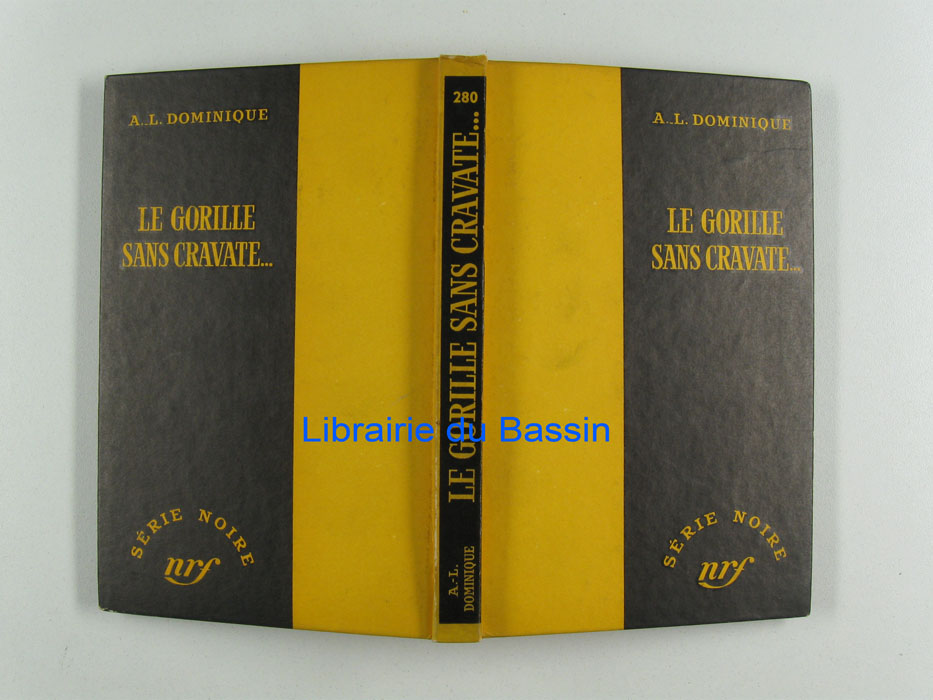 A.-L. DOMINIQUE
LE GORILLE
SANS CRAVATE...
SÉRIE NOIRE
nrf
280
LE GORILLE SANS CRAVATE...
A.-L.
DOMINIQUE
A.-L. DOMINIQUE
LE GORILLE
SANS CRAVATE...
SÉRIE NOIRE
nrf
Librairie du Bassin